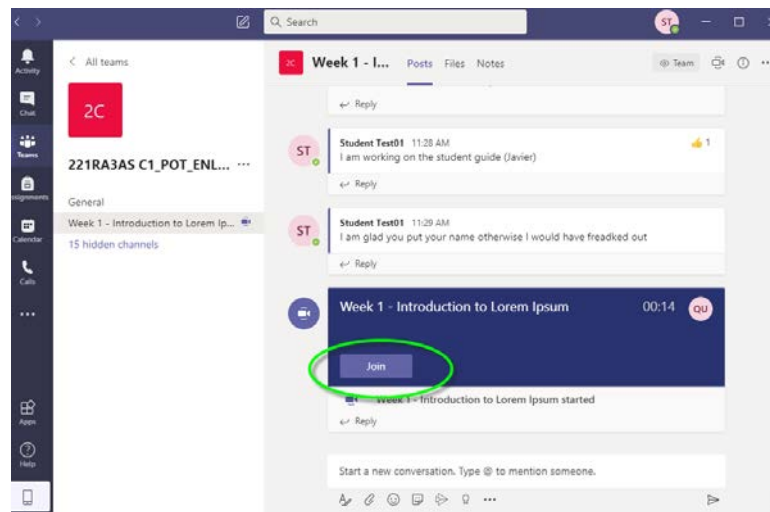 Search
ST
Activity
Chat
Teams
Assignments
Calendar
Calls
Apps
Help
All teams
2C
221RA3AS C1_POT_ENL... ...
General
Week 1 - Introduction to Lorem Ip...
15 hidden channels
2C
Week 1 - I...
Posts Files Notes
Team
Reply
ST
Student Test01 11:28 AM
1
I am working on the student guide (Javier)
Reply
ST
Student Test01 11:29 AM
I am glad you put your name otherwise I would have freadked out
Reply
Week 1 - Introduction to Lorem Ipsum 00:14 QU
Join
Week 1 - Introduction to Lorem Ipsum started
Reply
Start a new conversation. Type @ to mention someone.